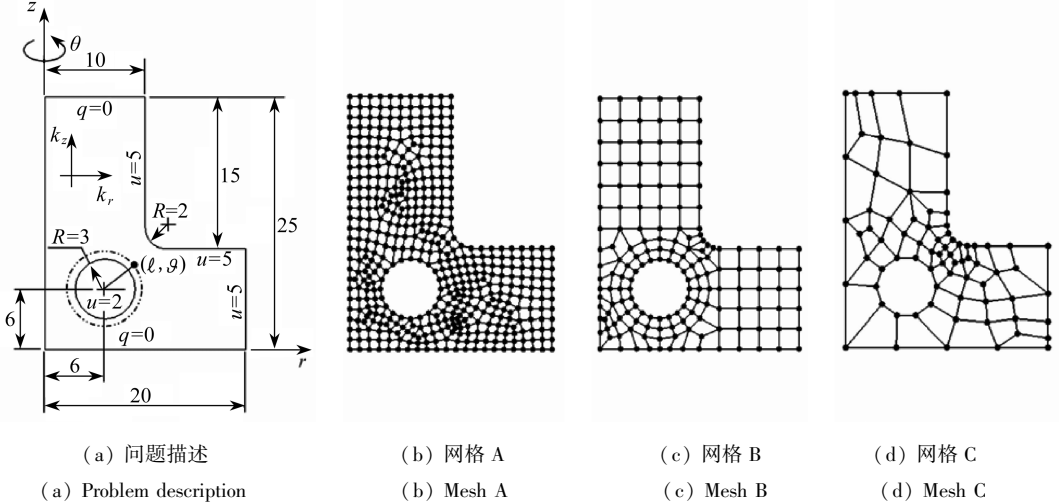 z
θ
10
q=0
k_z
k_r
u=5
15
R=2
25
R=3
(ℓ,ϑ)
u=5
u=2
u=5
6
q=0
r
6
20
(a) 问题描述
(b) 网格 A
(c) 网格 B
(d) 网格 C
(a) Problem description
(b) Mesh A
(c) Mesh B
(d) Mesh C